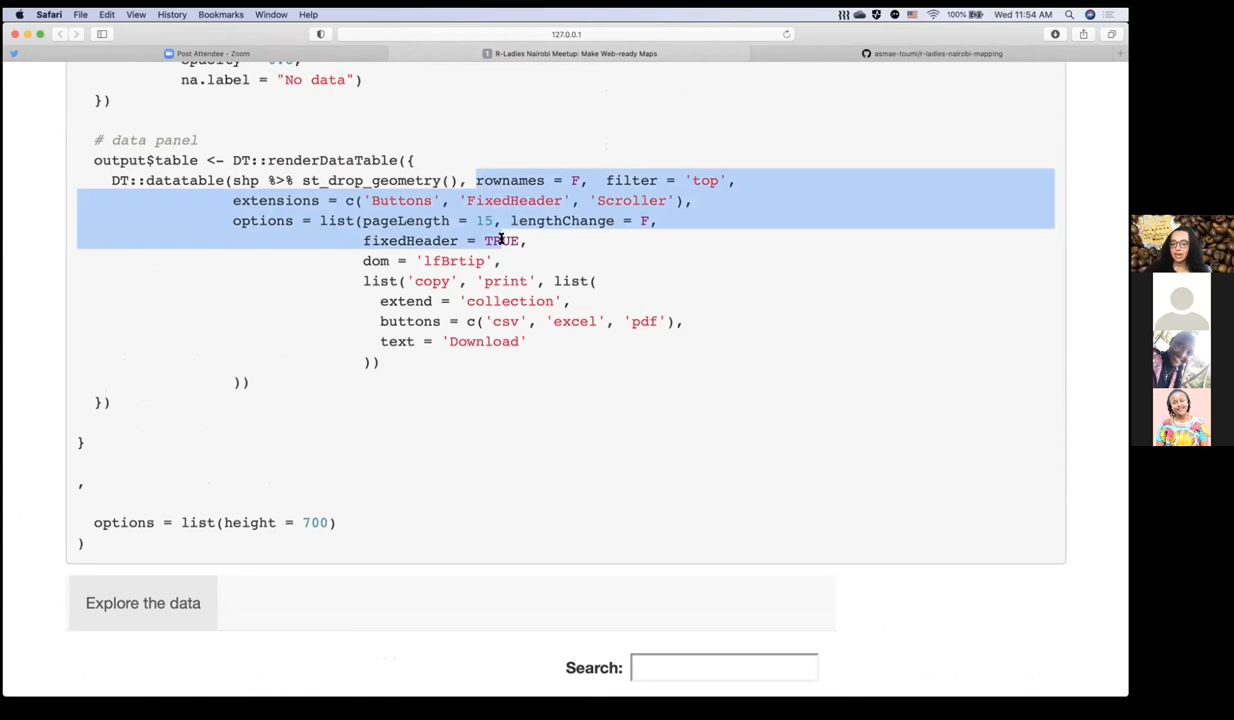 Safari File Edit View History Bookmarks Window Help 100% Wed 11:54 AM
127.0.0.1
Post Attendee - Zoom 1 R-Ladies Nairobi Meetup: Make Web-ready Maps asmae-toumi/r-ladies-nairobi-mapping
na.label = "No data")
})
# data panel
output$table <- DT::renderDataTable({
DT::datatable(shp %>% st_drop_geometry(), rownames = F, filter = 'top',
extensions = c('Buttons', 'FixedHeader', 'Scroller'),
options = list(pageLength = 15, lengthChange = F,
fixedHeader = TRUE,
dom = 'lfBrtip',
list('copy', 'print', list(
extend = 'collection',
buttons = c('csv', 'excel', 'pdf'),
text = 'Download'
))
))
})
}
,
options = list(height = 700)
)
Explore the data
Search: